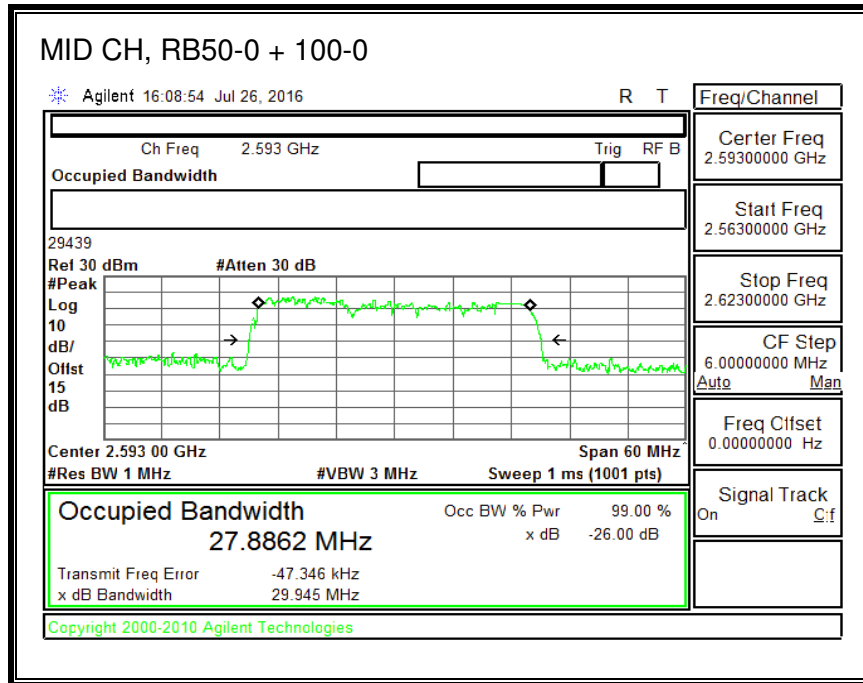 MID CH, RB50-0 + 100-0
Agilent 16:08:54 Jul 26, 2016 R T
Freq/Channel
Ch Freq 2.593 GHz Trig RF B
Occupied Bandwidth
Center Freq
2.59300000 GHz
Start Freq
2.56300000 GHz
29439
Ref 30 dBm #Atten 30 dB
#Peak
Log
10
dB/
Offst
15
dB
Stop Freq
2.62300000 GHz
CF Step
6.00000000 MHz
Auto Man
Freq Offset
0.00000000 Hz
Center 2.593 00 GHz Span 60 MHz
#Res BW 1 MHz #VBW 3 MHz Sweep 1 ms (1001 pts)
Signal Track
On Off
Occupied Bandwidth Occ BW % Pwr 99.00 %
27.8862 MHz x dB -26.00 dB
Transmit Freq Error -47.346 kHz
x dB Bandwidth 29.945 MHz
Copyright 2000-2010 Agilent Technologies